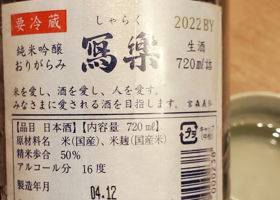 要冷蔵
しゃらく
2022BY
純米吟醸
おりがらみ
寫樂
生酒
720㎖詰
米を愛し、酒を愛し、人を愛す。
みなさまに愛される酒を目指します。
【品目 日本酒】【内容量 720㎖】
原材料名 米(国産)、米麹(国産米)
精米歩合 50%
アルコール分 16度
製造年月
04.12